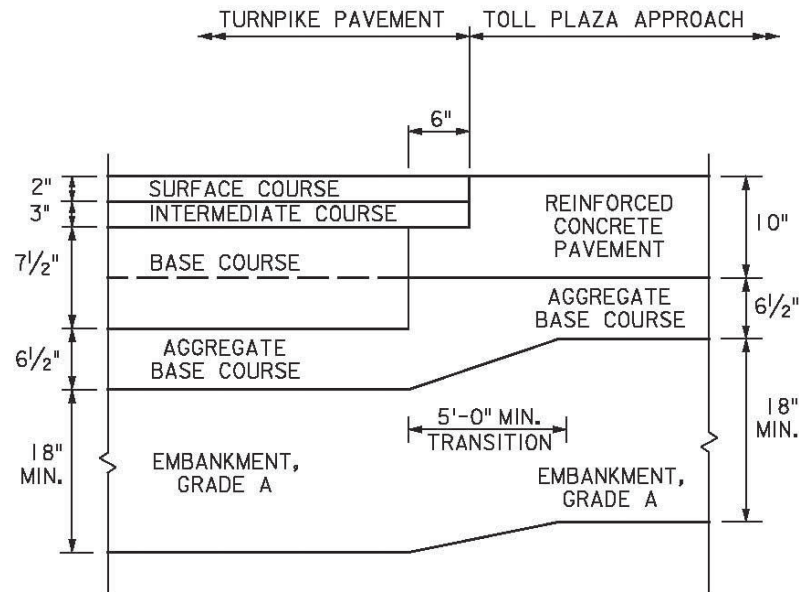 TURNPIKE PAVEMENT
TOLL PLAZA APPROACH
6"
2"
SURFACE COURSE
3"
INTERMEDIATE COURSE
REINFORCED
CONCRETE
PAVEMENT
10"
7½"
BASE COURSE
AGGREGATE
BASE COURSE
6½"
6½"
AGGREGATE
BASE COURSE
5'-0" MIN.
TRANSITION
18"
MIN.
18"
MIN.
EMBANKMENT,
GRADE A
EMBANKMENT,
GRADE A